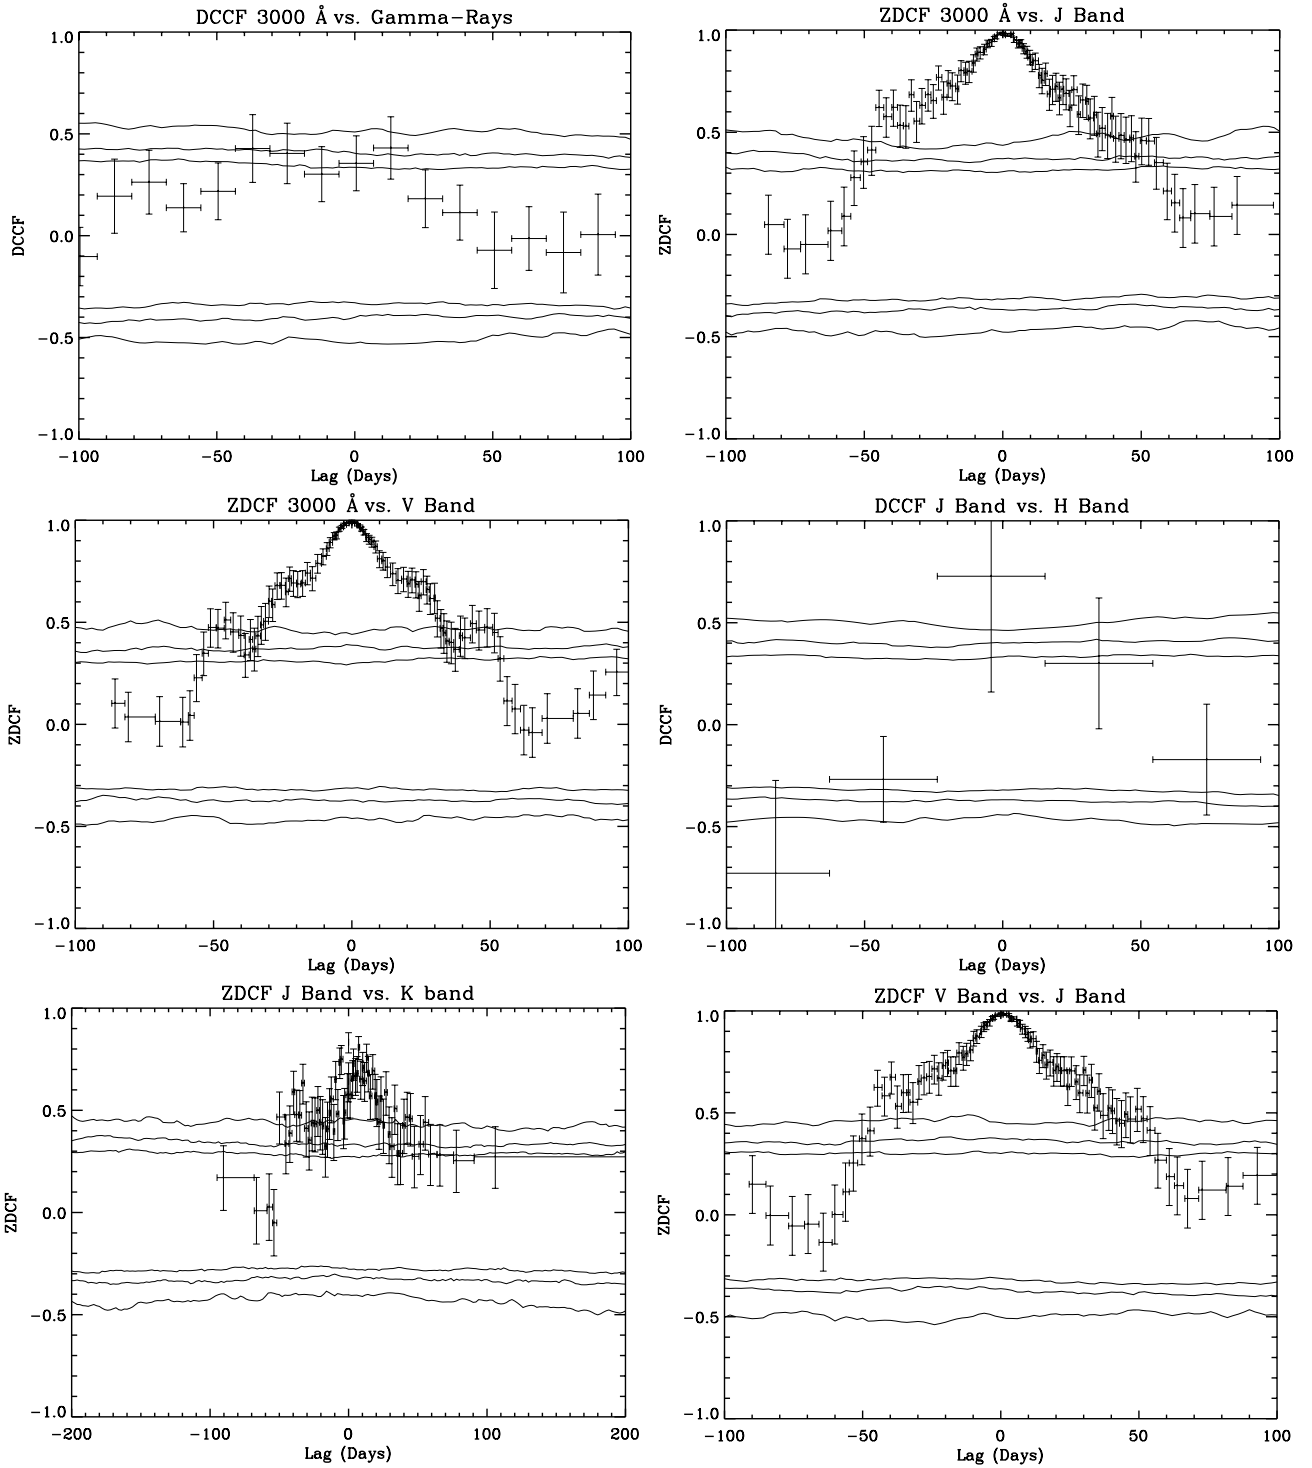 DCCF 3000 Å vs. Gamma-Rays
1.0
0.5
0.0
-0.5
-1.0
DCCF
-100 -50 0 50 100
Lag (Days)
ZDCF 3000 Å vs. J Band
1.0
0.5
0.0
-0.5
-1.0
ZDCF
-100 -50 0 50 100
Lag (Days)
ZDCF 3000 Å vs. V Band
1.0
0.5
0.0
-0.5
-1.0
ZDCF
-100 -50 0 50 100
Lag (Days)
DCCF J Band vs. H Band
1.0
0.5
0.0
-0.5
-1.0
DCCF
-100 -50 0 50 100
Lag (Days)
ZDCF J Band vs. K band
1.0
0.5
0.0
-0.5
-1.0
ZDCF
-200 -100 0 100 200
Lag (Days)
ZDCF V Band vs. J Band
1.0
0.5
0.0
-0.5
-1.0
ZDCF
-100 -50 0 50 100
Lag (Days)